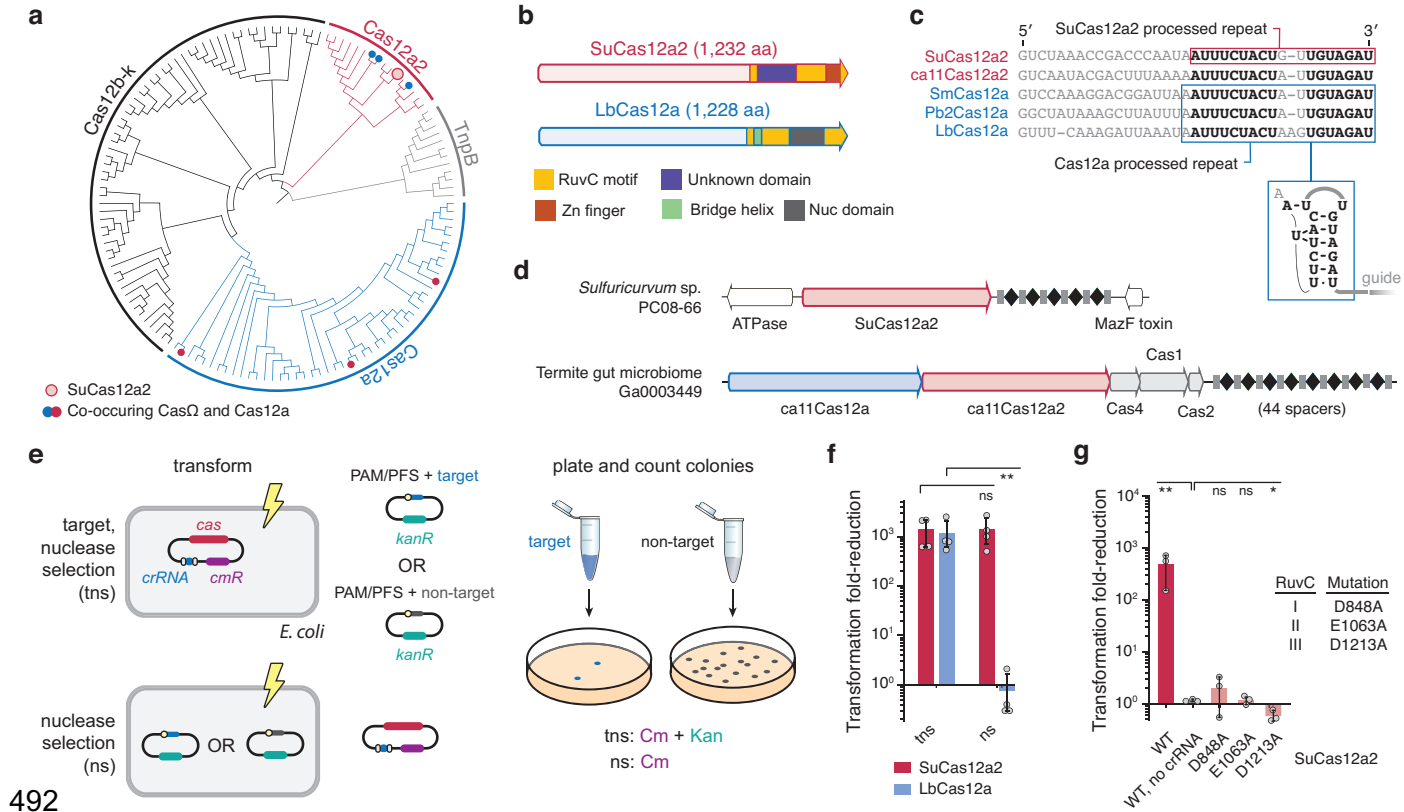 a
Cas12b-k
Cas12a2
TnpB
Cas12a
SuCas12a2
Co-occuring CasΩ and Cas12a
b
SuCas12a2 (1,232 aa)
LbCas12a (1,228 aa)
RuvC motif
Unknown domain
Zn finger
Bridge helix
Nuc domain
c
SuCas12a2 processed repeat
5′ 3′
SuCas12a2 GUCUAAACCGACCCAAUAAAUUUCUACUG-UUGUAGAU
ca11Cas12a2 GUCAAUACGACUUUAAAAAUUUCUACUA-UUGUAGAU
SmCas12a GUCCAAAGGACGGAUUAAAUUUCUACUA-UUGUAGAU
Pb2Cas12a GGCUAUAAAGCUUAUUUAAUUUCUACUA-UUGUAGAU
LbCas12a GUUU-CAAAGAUUAAAUAAUUUCUACUAAGUGUAGAU
Cas12a processed repeat
A
A-U U
C-G
U A-U
U-A
C-G
U-A
U·U
guide
d
Sulfuricurvum sp.
PC08-66
ATPase
SuCas12a2
MazF toxin
Termite gut microbiome
Ga0003449
Cas1
ca11Cas12a
ca11Cas12a2
Cas4
Cas2
(44 spacers)
e
transform
target,
nuclease
selection
(tns)
cas
crRNA
cmR
E. coli
PAM/PFS + target
kanR
OR
PAM/PFS + non-target
kanR
nuclease
selection
(ns)
OR
plate and count colonies
target
non-target
tns: Cm + Kan
ns: Cm
f
Transformation fold-reduction
**
ns
10³
10²
10¹
10⁰
tns
ns
SuCas12a2
LbCas12a
g
Transformation fold-reduction
** ns ns *
10⁴
10³
10²
10¹
10⁰
RuvC Mutation
I D848A
II E1063A
III D1213A
WT
WT, no crRNA
D848A
E1063A
D1213A
SuCas12a2
492